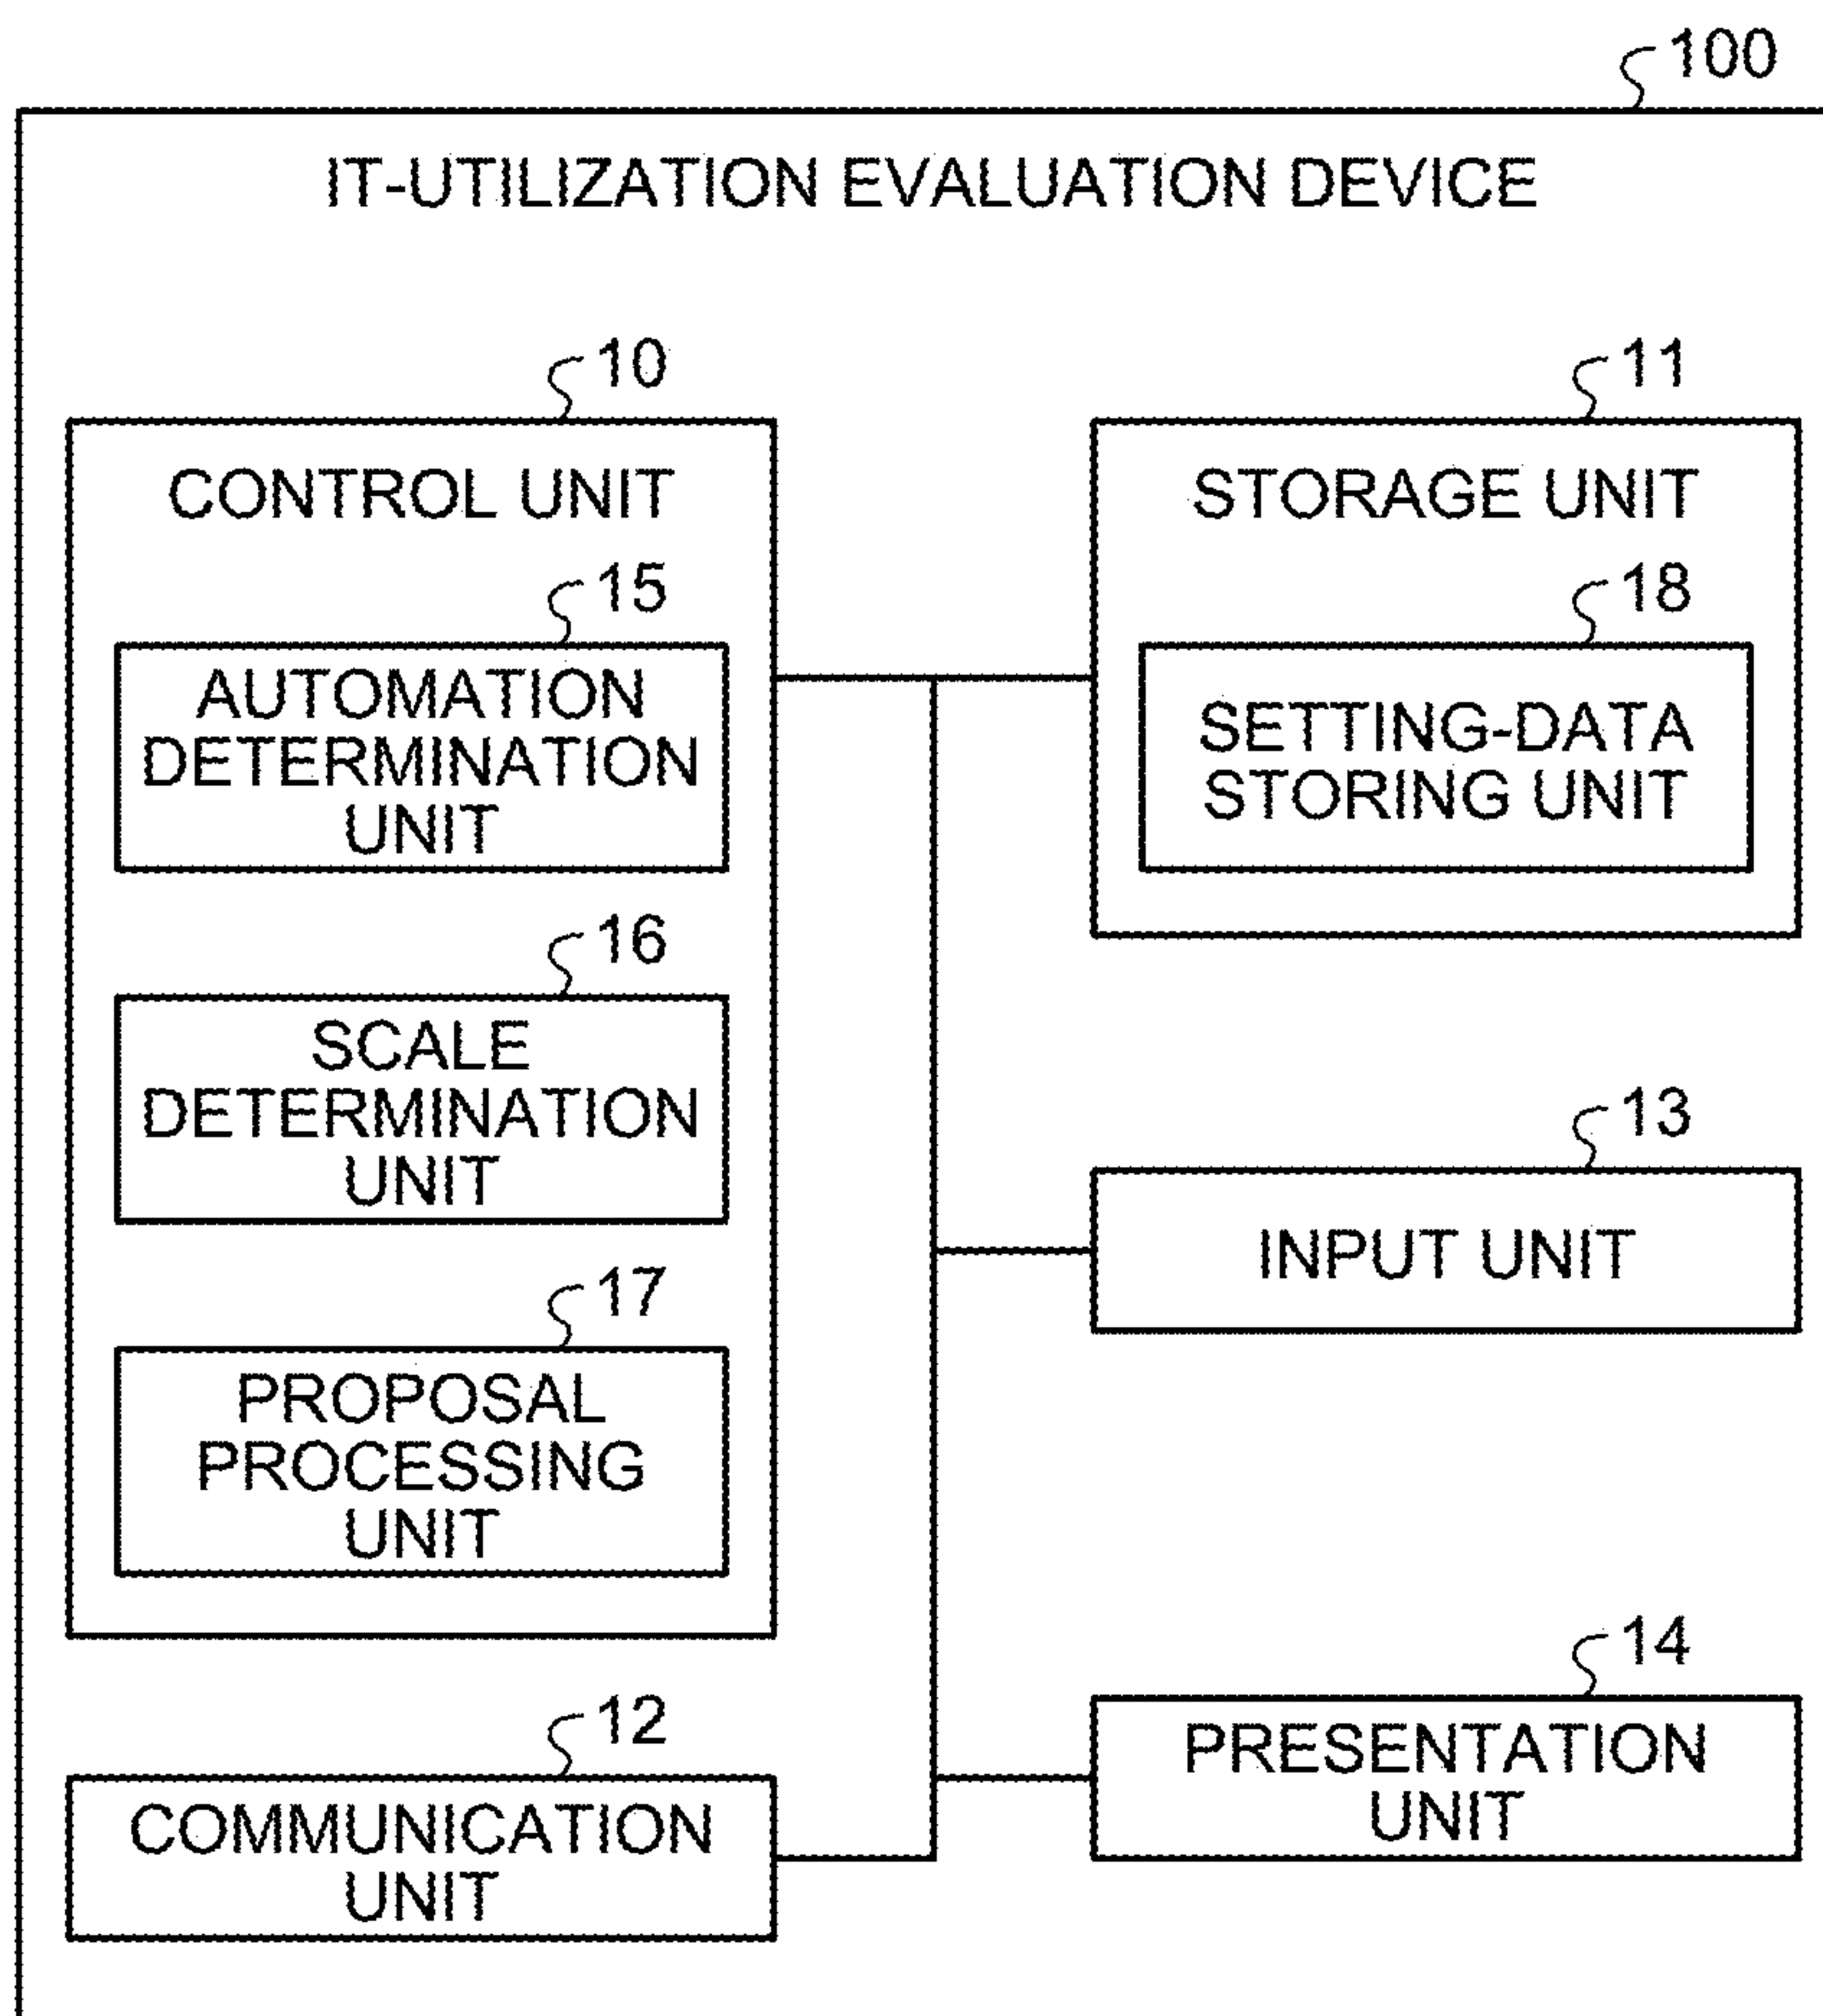 100
IT-UTILIZATION EVALUATION DEVICE
10
CONTROL UNIT
15
AUTOMATION
DETERMINATION
UNIT
16
SCALE
DETERMINATION
UNIT
17
PROPOSAL
PROCESSING
UNIT
12
COMMUNICATION
UNIT
11
STORAGE UNIT
18
SETTING-DATA
STORING UNIT
13
INPUT UNIT
14
PRESENTATION
UNIT